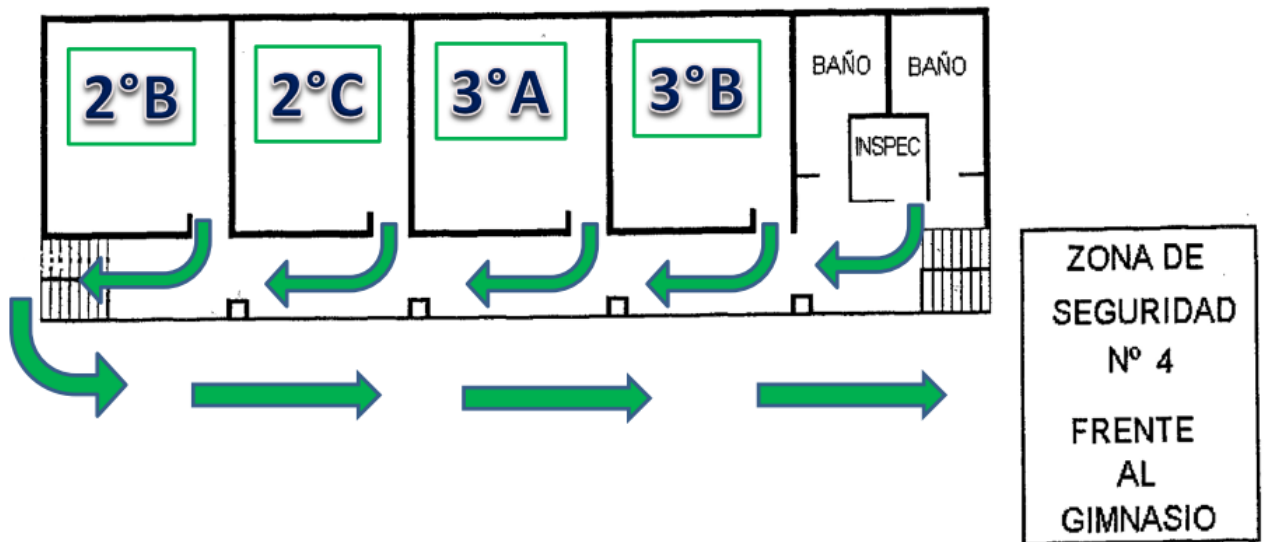 2°B
2°C
3°A
3°B
BAÑO
BAÑO
INSPEC
ZONA DE
SEGURIDAD
Nº 4
FRENTE
AL
GIMNASIO